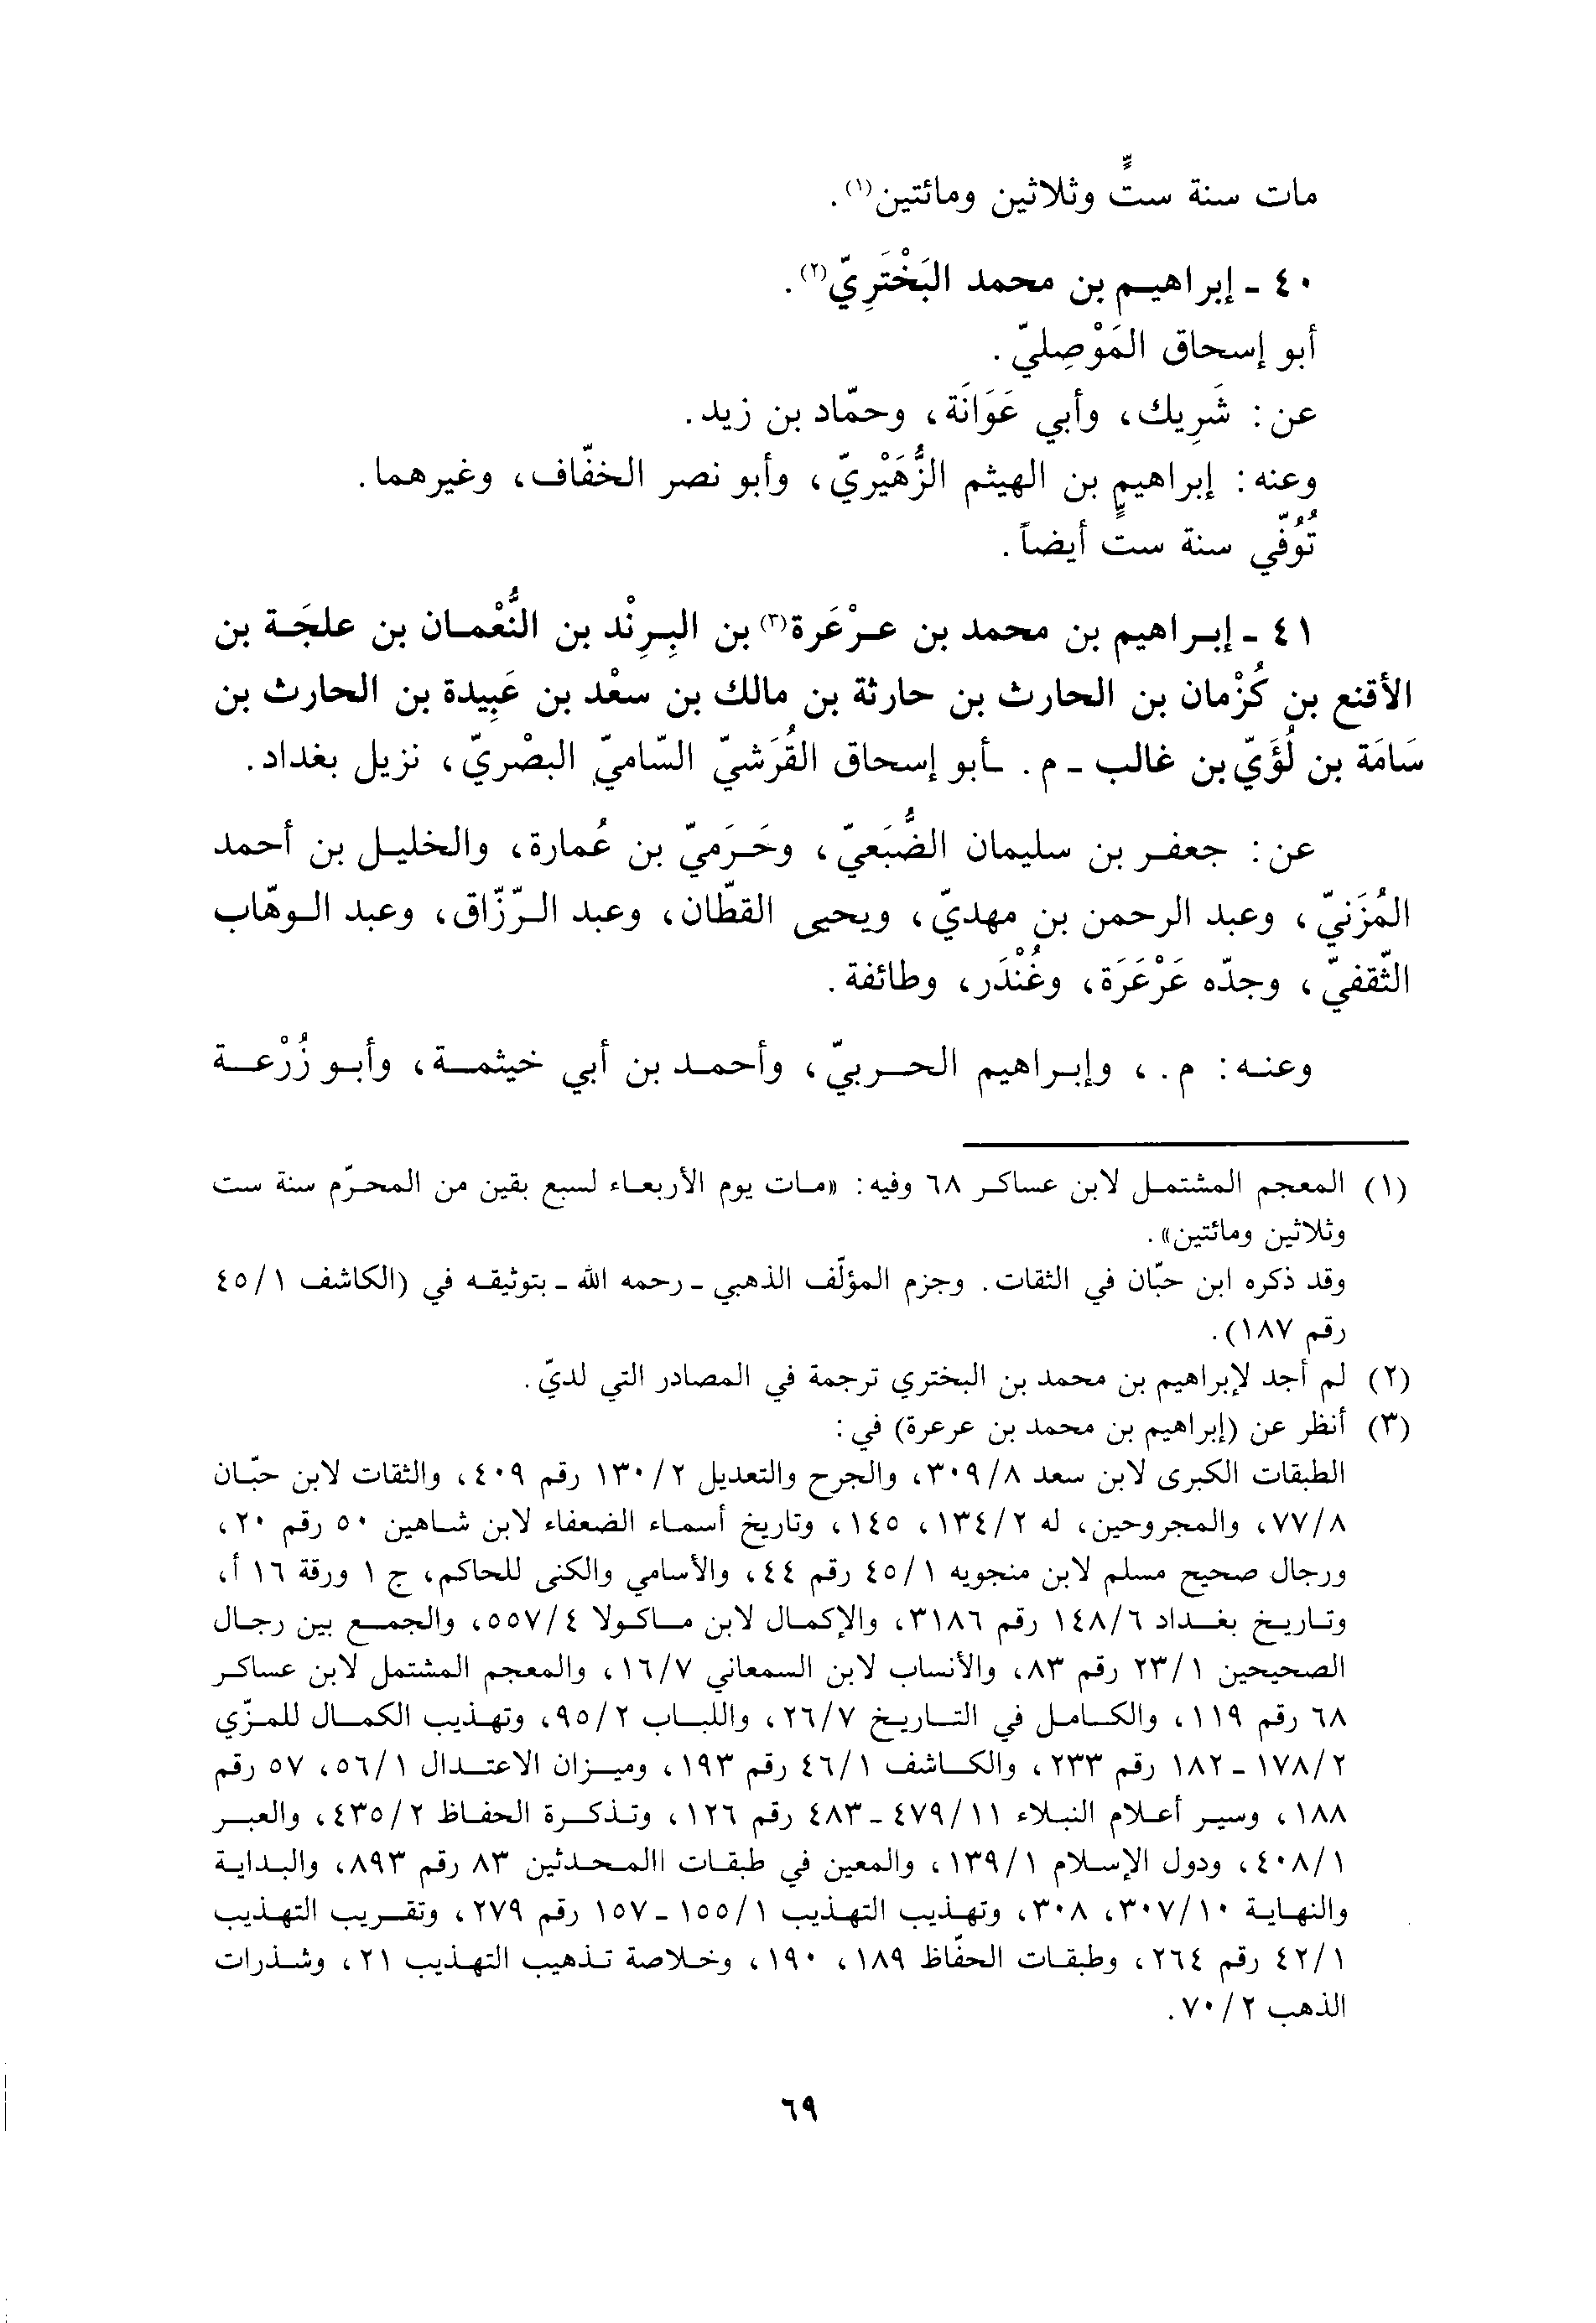 مات سنة ستٍّ وثلاثين ومائتين(١).
٤٠ - إبراهيم بن محمد البَخْتَرِيّ(٢).
أبو إسحاق المَوْصِليّ.
عن: شَرِيك، وأبي عَوَانَة، وحمّاد بن زيد.
وعنه: إبراهيم بن الهيثم الزُّهَيْريّ، وأبو نصر الخفّاف، وغيرهما.
تُوُفّي سنة ستٍّ أيضاً.
٤١ - إبراهيم بن محمد بن عرْعَرة(٣) بن البِرِنْد بن النُّعْمان بن علجَة بن
الأقنع بن كُزْمان بن الحارث بن حارثة بن مالك بن سعْد بن عَبِيدة بن الحارث بن
سَامَة بن لُؤَيّ بن غالب - م. - أبو إسحاق القُرَشيّ السّاميّ البصْريّ، نزيل بغداد.
عن: جعفر بن سليمان الضُّبَعيّ، وحَرَميّ بن عُمارة، والخليل بن أحمد
المُزَنيّ، وعبد الرحمن بن مهديّ، ويحيى القطّان، وعبد الرّزّاق، وعبد الوهّاب
الثّقفيّ، وجدّه عَرْعَرَة، وغُنْدَر، وطائفة.
وعنه: م.، وإبراهيم الحربيّ، وأحمد بن أبي خيثمة، وأبو زُرْعة
(١) المعجم المشتمل لابن عساكر ٦٨ وفيه: «مات يوم الأربعاء لسبع بقين من المحرّم سنة ست
وثلاثين ومائتين».
وقد ذكره ابن حبّان في الثقات. وجزم المؤلّف الذهبي - رحمه الله - بتوثيقه في (الكاشف ٤٥/١
رقم ١٨٧).
(٢) لم أجد لإبراهيم بن محمد بن البختري ترجمة في المصادر التي لديّ.
(٣) أنظر عن (إبراهيم بن محمد بن عرعرة) في:
الطبقات الكبرى لابن سعد ٣٠٩/٨، والجرح والتعديل ١٣٠/٢ رقم ٤٠٩، والثقات لابن حبّان
٧٧/٨، والمجروحين، له ١٣٤/٢، ١٤٥، وتاريخ أسماء الضعفاء لابن شاهين ٥٠ رقم ٢٠،
ورجال صحيح مسلم لابن منجويه ٤٥/١ رقم ٤٤، والأسامي والكنى للحاكم، ج ١ ورقة ١٦ أ،
وتاريخ بغداد ١٤٨/٦ رقم ٣١٨٦، والإكمال لابن ماكولا ٥٥٧/٤، والجمع بين رجال
الصحيحين ٢٣/١ رقم ٨٣، والأنساب لابن السمعاني ١٦/٧، والمعجم المشتمل لابن عساكر
٦٨ رقم ١١٩، والكامل في التاريخ ٢٦/٧، واللباب ٩٥/٢، وتهذيب الكمال للمزّي
١٧٨/٢ - ١٨٢ رقم ٢٣٣، والكاشف ٤٦/١ رقم ١٩٣، وميزان الاعتدال ٥٦/١، ٥٧ رقم
١٨٨، وسير أعلام النبلاء ٤٧٩/١١ - ٤٨٣ رقم ١٢٦، وتذكرة الحفاظ ٤٣٥/٢، والعبر
٤٠٨/١، ودول الإسلام ١٣٩/١، والمعين في طبقات االمحدثين ٨٣ رقم ٨٩٣، والبداية
والنهاية ٣٠٧/١٠، ٣٠٨، وتهذيب التهذيب ١٥٥/١ - ١٥٧ رقم ٢٧٩، وتقريب التهذيب
٤٢/١ رقم ٢٦٤، وطبقات الحفّاظ ١٨٩، ١٩٠، وخلاصة تذهيب التهذيب ٢١، وشذرات
الذهب ٧٠/٢.
٦٩